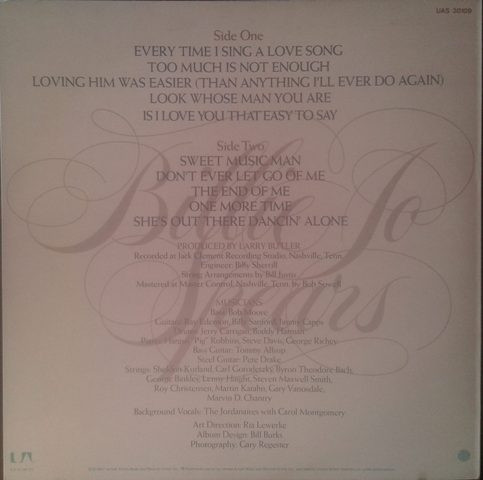 UAS 30109
Side One
EVERY TIME I SING A LOVE SONG
TOO MUCH IS NOT ENOUGH
LOVING HIM WAS EASIER (THAN ANYTHING I'LL EVER DO AGAIN)
LOOK WHOSE MAN YOU ARE
IS I LOVE YOU THAT EASY TO SAY
Side Two
SWEET MUSIC MAN
DON'T EVER LET GO OF ME
THE END OF ME
ONE MORE TIME
SHE'S OUT THERE DANCIN' ALONE
Billie Jo
Spears
PRODUCED BY LARRY BUTLER
Recorded at Jack Clement Recording Studio, Nashville, Tenn.
Engineer: Billy Sherrill
String Arrangements by Bill Justis
Mastered at Master Control, Nashville, Tenn. By Bob Sowell
MUSICIANS
Bass: Bob Moore
Guitars: Ray Edenton, Billy Sanford, Jimmy Capps
Drums: Jerry Carrigan, Buddy Harman
Piano: Hargus "Pig" Robbins, Steve Davis, George Richey
Bass Guitar: Tommy Allsup
Steel Guitar: Pete Drake
Strings: Sheldon Kurland, Carl Gorodetzky, Byron Theodore Bach,
George Binkley, Lenny Haight, Steven Maxwell Smith,
Roy Christensen, Martin Katahn, Gary Vanosdale,
Marvin D. Chantry
Background Vocals: The Jordanaires with Carol Montgomery
Art Direction: Ria Lewerke
Album Design: Bill Burks
Photography: Gary Regester